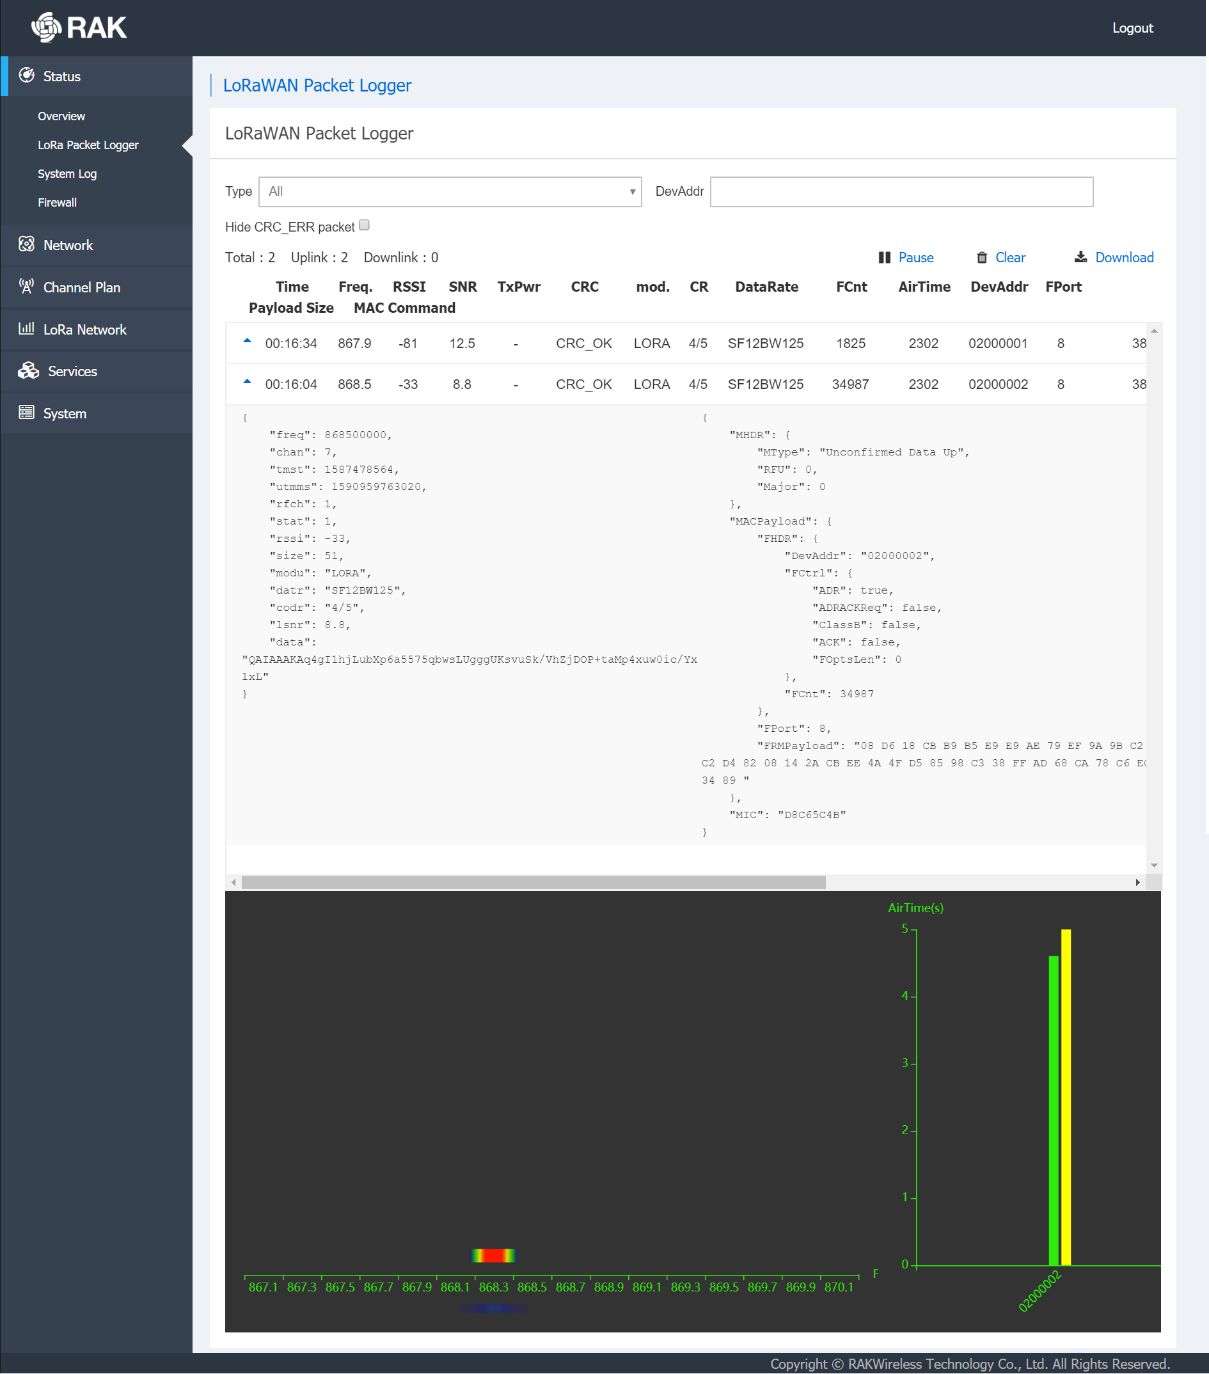 RAK
Logout
Status
Overview
LoRa Packet Logger
System Log
Firewall
Network
Channel Plan
LoRa Network
Services
System
LoRaWAN Packet Logger
LoRaWAN Packet Logger
Type All DevAddr
Hide CRC_ERR packet
Total : 2 Uplink : 2 Downlink : 0 Pause Clear Download
Time Freq. RSSI SNR TxPwr CRC mod. CR DataRate FCnt AirTime DevAddr FPort
Payload Size MAC Command
00:16:34 867.9 -81 12.5 - CRC_OK LORA 4/5 SF12BW125 1825 2302 02000001 8 38
00:16:04 868.5 -33 8.8 - CRC_OK LORA 4/5 SF12BW125 34987 2302 02000002 8 38
{
"freq": 868500000,
"chan": 7,
"tmst": 1587478564,
"utmms": 1590959763020,
"rfch": 1,
"stat": 1,
"rssi": -33,
"size": 51,
"modu": "LORA",
"datr": "SF12BW125",
"codr": "4/5",
"lsnr": 8.8,
"data":
"QAIAAAKAq4gI1hjLubXp6a5575qbwsLUgggUKsvuSk/VhZjDOP+taMp4xuw0ic/Yx
lxL"
}
{
"MHDR": {
"MType": "Unconfirmed Data Up",
"RFU": 0,
"Major": 0
},
"MACPayload": {
"FHDR": {
"DevAddr": "02000002",
"FCtrl": {
"ADR": true,
"ADRACKReq": false,
"ClassB": false,
"ACK": false,
"FOptsLen": 0
},
"FCnt": 34987
},
"FPort": 8,
"FRMPayload": "08 D6 18 CB B9 B5 E9 E9 AE 79 EF 9A 9B C2
C2 D4 82 08 14 2A CB EE 4A 4F D5 85 98 C3 38 FF AD 68 CA 78 C6
34 89 "
},
"MIC": "D8C65C4B"
}
AirTime(s)
5
4
3
2
1
0
867.1 867.3 867.5 867.7 867.9 868.1 868.3 868.5 868.7 868.9 869.1 869.3 869.5 869.7 869.9 870.1 F
02000002
Copyright © RAKWireless Technology Co., Ltd. All Rights Reserved.